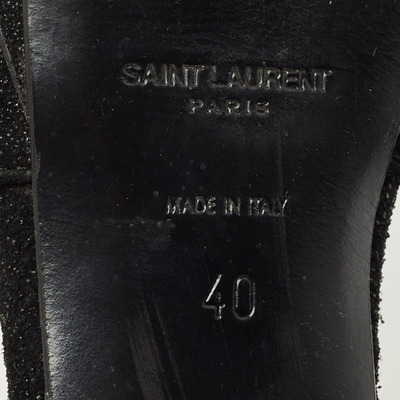 SAINT LAURENT
PARIS
MADE IN ITALY
40